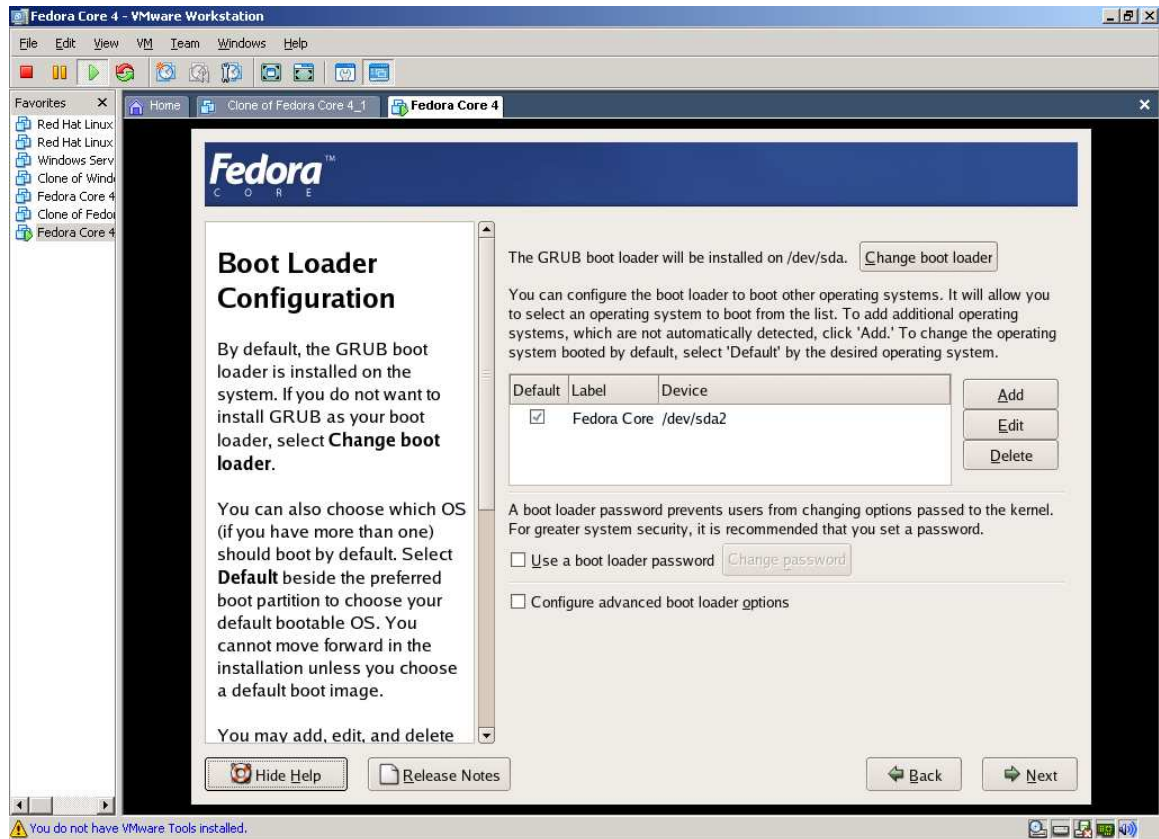 Fedora Core 4 - VMware Workstation
File Edit View VM Team Windows Help
Favorites
Red Hat Linux
Red Hat Linux
Windows Serv
Clone of Wind
Fedora Core 4
Clone of Fedo
Fedora Core 4
Home
Clone of Fedora Core 4_1
Fedora Core 4
Fedora™
CORE
Boot Loader
Configuration
By default, the GRUB boot
loader is installed on the
system. If you do not want to
install GRUB as your boot
loader, select Change boot
loader.
You can also choose which OS
(if you have more than one)
should boot by default. Select
Default beside the preferred
boot partition to choose your
default bootable OS. You
cannot move forward in the
installation unless you choose
a default boot image.
You may add, edit, and delete
The GRUB boot loader will be installed on /dev/sda. Change boot loader
You can configure the boot loader to boot other operating systems. It will allow you
to select an operating system to boot from the list. To add additional operating
systems, which are not automatically detected, click 'Add.' To change the operating
system booted by default, select 'Default' by the desired operating system.
Default Label Device
Fedora Core /dev/sda2
Add
Edit
Delete
A boot loader password prevents users from changing options passed to the kernel.
For greater system security, it is recommended that you set a password.
Use a boot loader password Change password
Configure advanced boot loader options
Hide Help
Release Notes
Back
Next
You do not have VMware Tools installed.